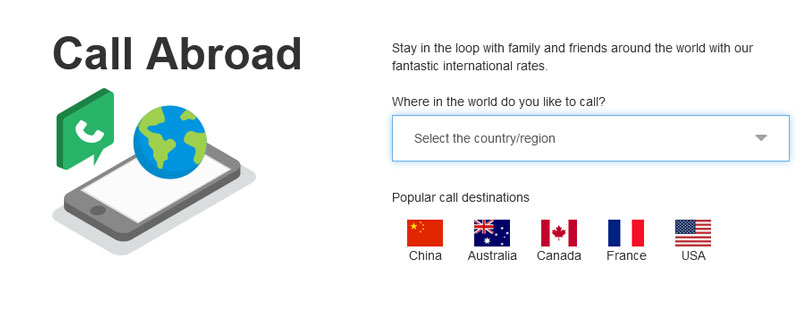 Call Abroad
Stay in the loop with family and friends around the world with our
fantastic international rates.
Where in the world do you like to call?
Select the country/region
Popular call destinations
China
Australia
Canada
France
USA